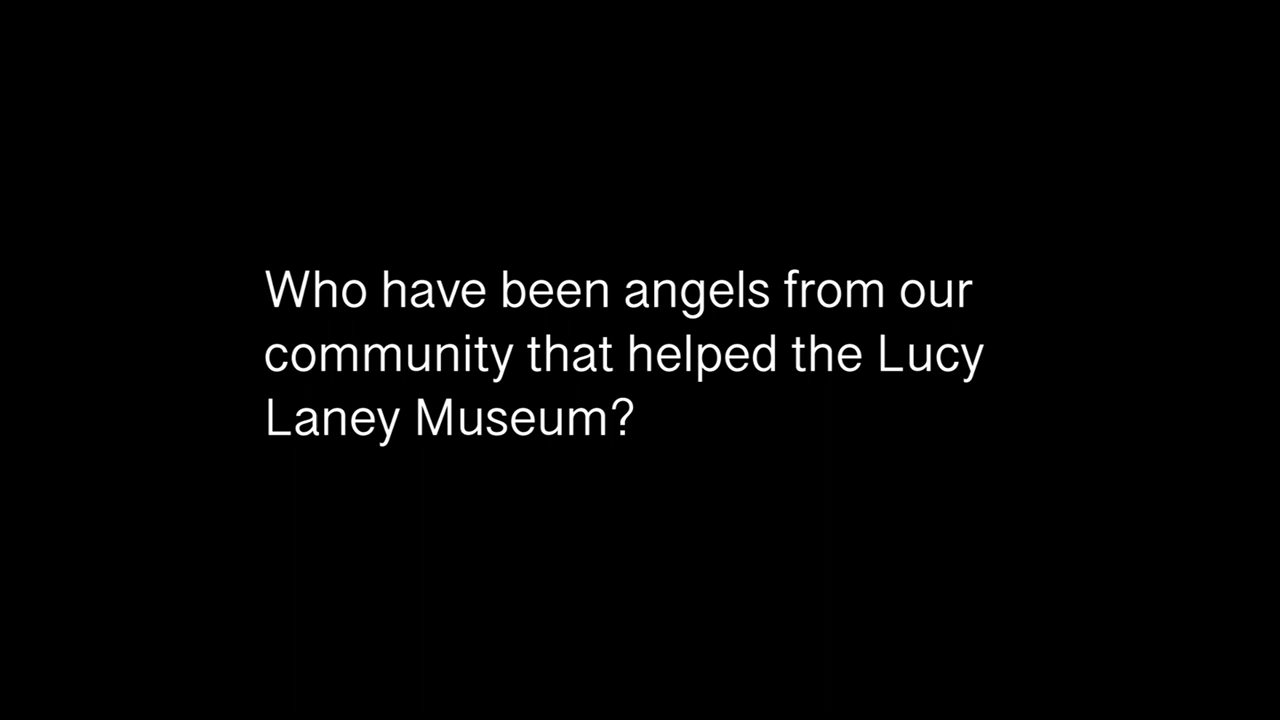 Who have been angels from our
community that helped the Lucy
Laney Museum?